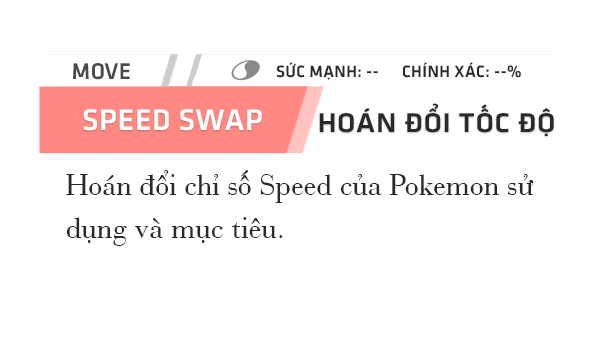 MOVE SỨC MẠNH: -- CHÍNH XÁC: --%
SPEED SWAP HOÁN ĐỔI TỐC ĐỘ
Hoán đổi chỉ số Speed của Pokemon sử
dụng và mục tiêu.